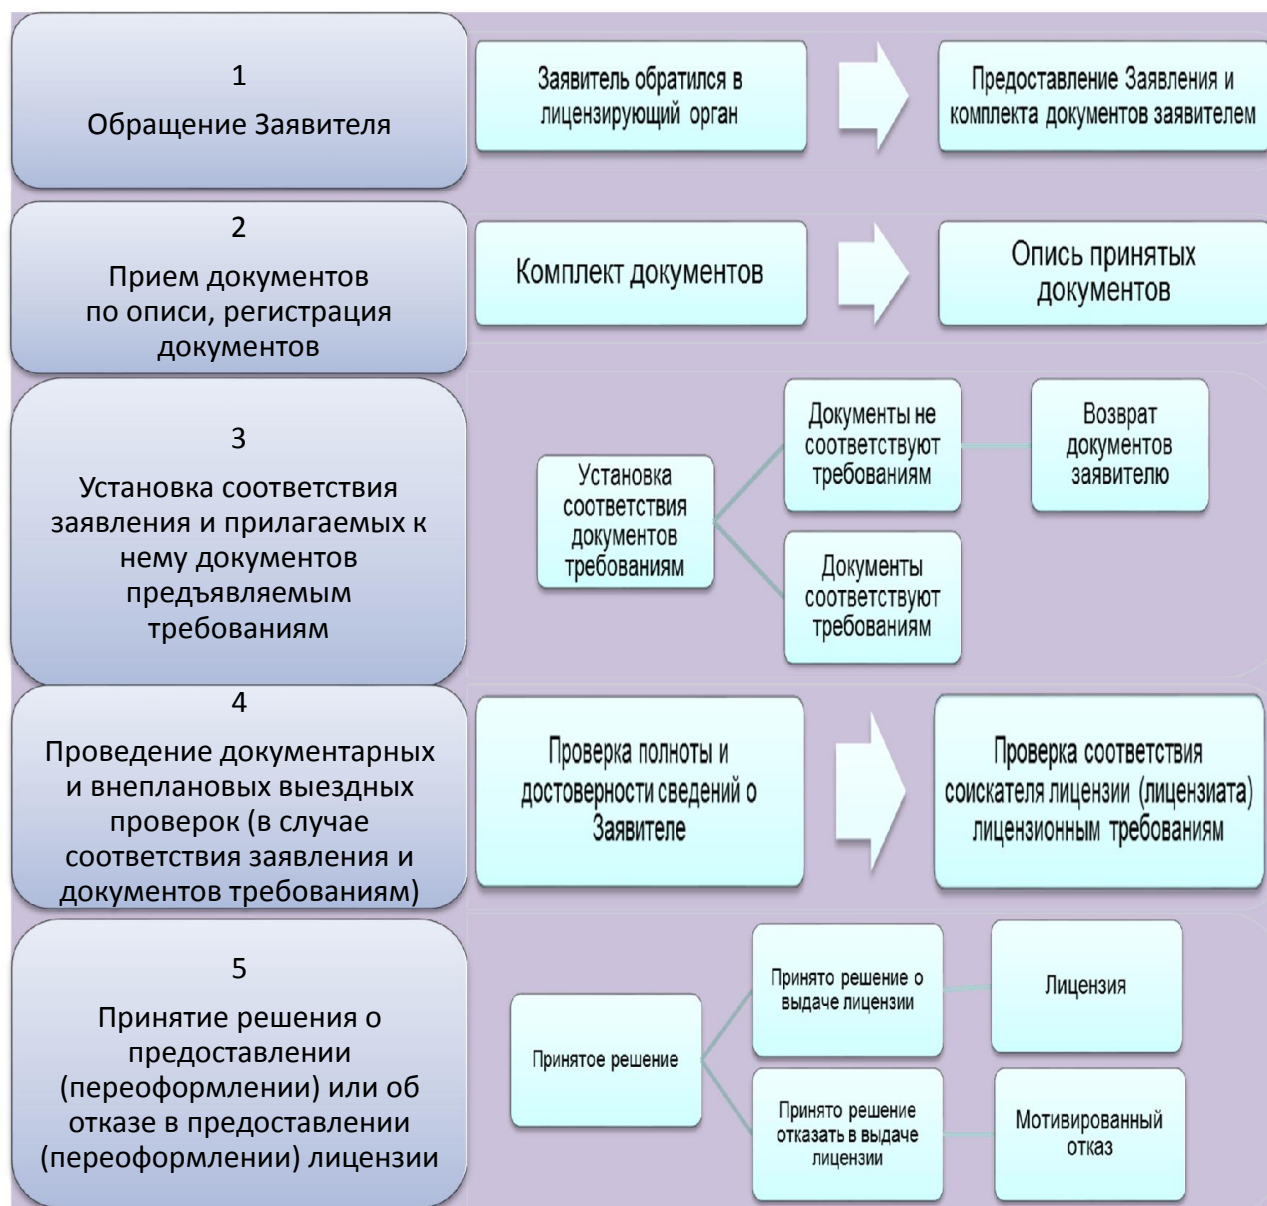 1
Обращение Заявителя
Заявитель обратился в
лицензирующий орган
Предоставление Заявления и
комплекта документов заявителем
2
Прием документов
по описи, регистрация
документов
Комплект документов
Опись принятых
документов
3
Установка соответствия
заявления и прилагаемых к
нему документов
предъявляемым
требованиям
Установка
соответствия
документов
требованиям
Документы не
соответствуют
требованиям
Возврат
документов
заявителю
Документы
соответствуют
требованиям
4
Проведение документарных
и внеплановых выездных
проверок (в случае
соответствия заявления и
документов требованиям)
Проверка полноты и
достоверности сведений о
Заявителе
Проверка соответствия
соискателя лицензии (лицензиата)
лицензионным требованиям
5
Принятие решения о
предоставлении
(переоформлении) или об
отказе в предоставлении
(переоформлении) лицензии
Принятое решение
Принято решение о
выдаче лицензии
Лицензия
Принято решение
отказать в выдаче
лицензии
Мотивированный
отказ